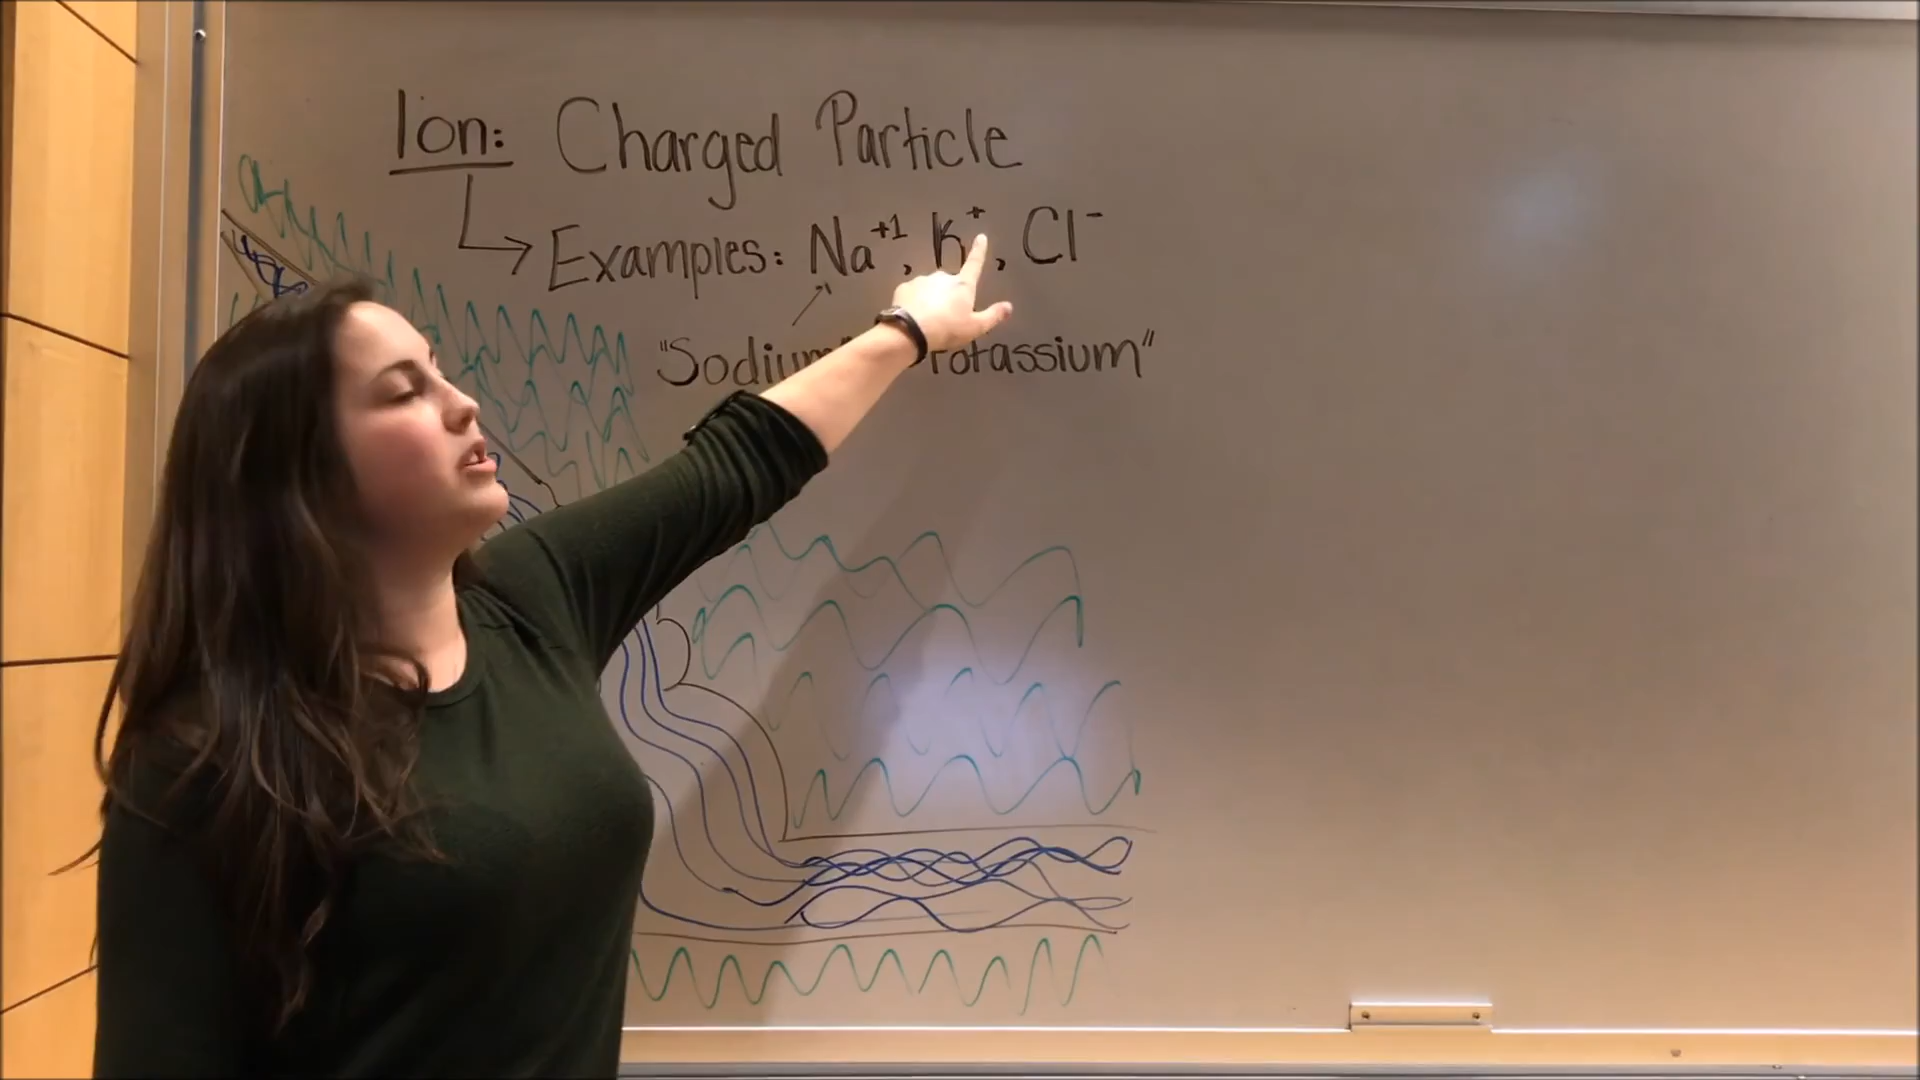 Ion: Charged Particle
Examples: Na⁺¹, K⁺, Cl⁻
"Sodium" "Potassium"